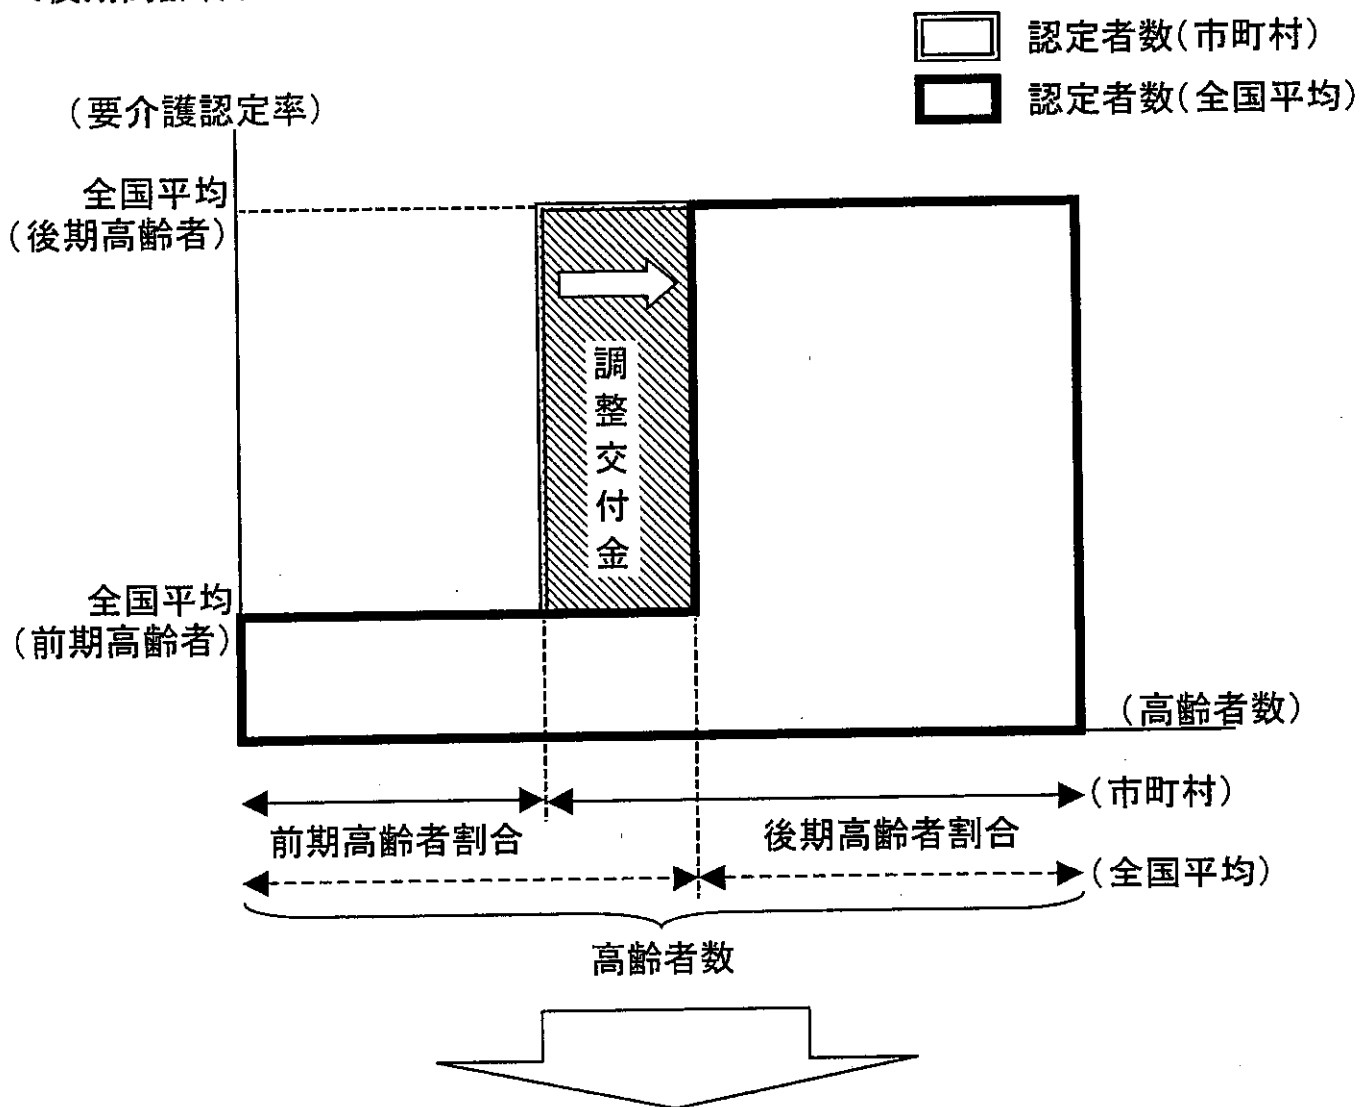 認定者数(市町村)
認定者数(全国平均)
(要介護認定率)
全国平均
(後期高齢者)
調整交付金
全国平均
(前期高齢者)
(高齢者数)
(市町村)
前期高齢者割合
後期高齢者割合
(全国平均)
高齢者数